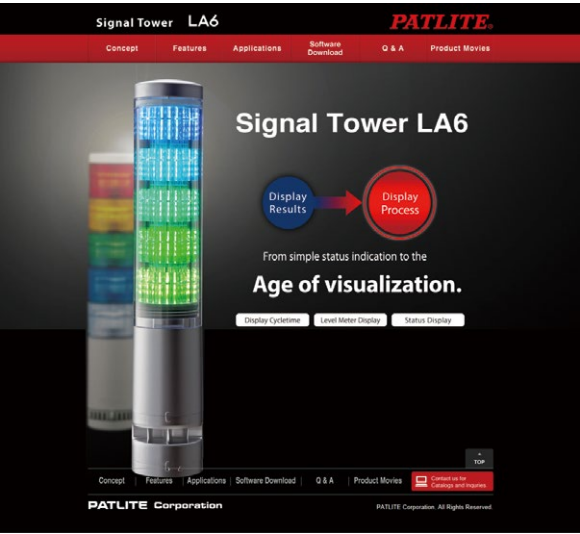 Signal Tower LA6
PATLITE®
Concept Features Applications Software Download Q & A Product Movies
Signal Tower LA6
Display Results
Display Process
From simple status indication to the
Age of visualization.
Display Cycletime Level Meter Display Status Display
TOP
Concept | Features | Applications | Software Download | Q & A | Product Movies
Contact us for
Catalogs and Inquries
PATLITE Corporation
PATLITE Corporation. All Rights Reserved.